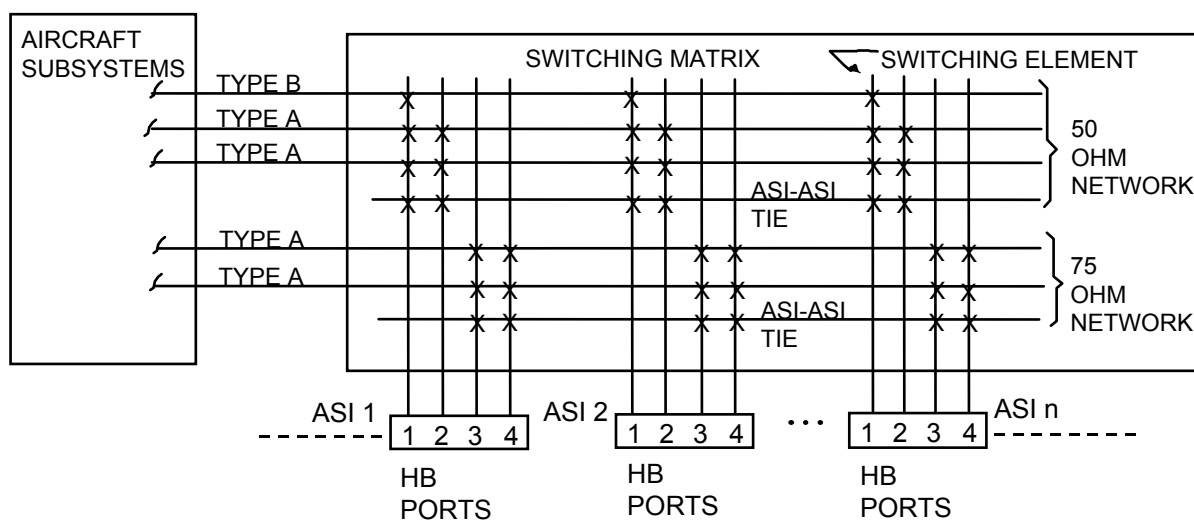 AIRCRAFT
SUBSYSTEMS
SWITCHING MATRIX
SWITCHING ELEMENT
TYPE B
TYPE A
TYPE A
50
OHM
NETWORK
ASI-ASI
TIE
TYPE A
TYPE A
75
OHM
NETWORK
ASI-ASI
TIE
ASI 1
1 2 3 4
HB
PORTS
ASI 2
1 2 3 4
HB
PORTS
...
1 2 3 4
ASI n
HB
PORTS